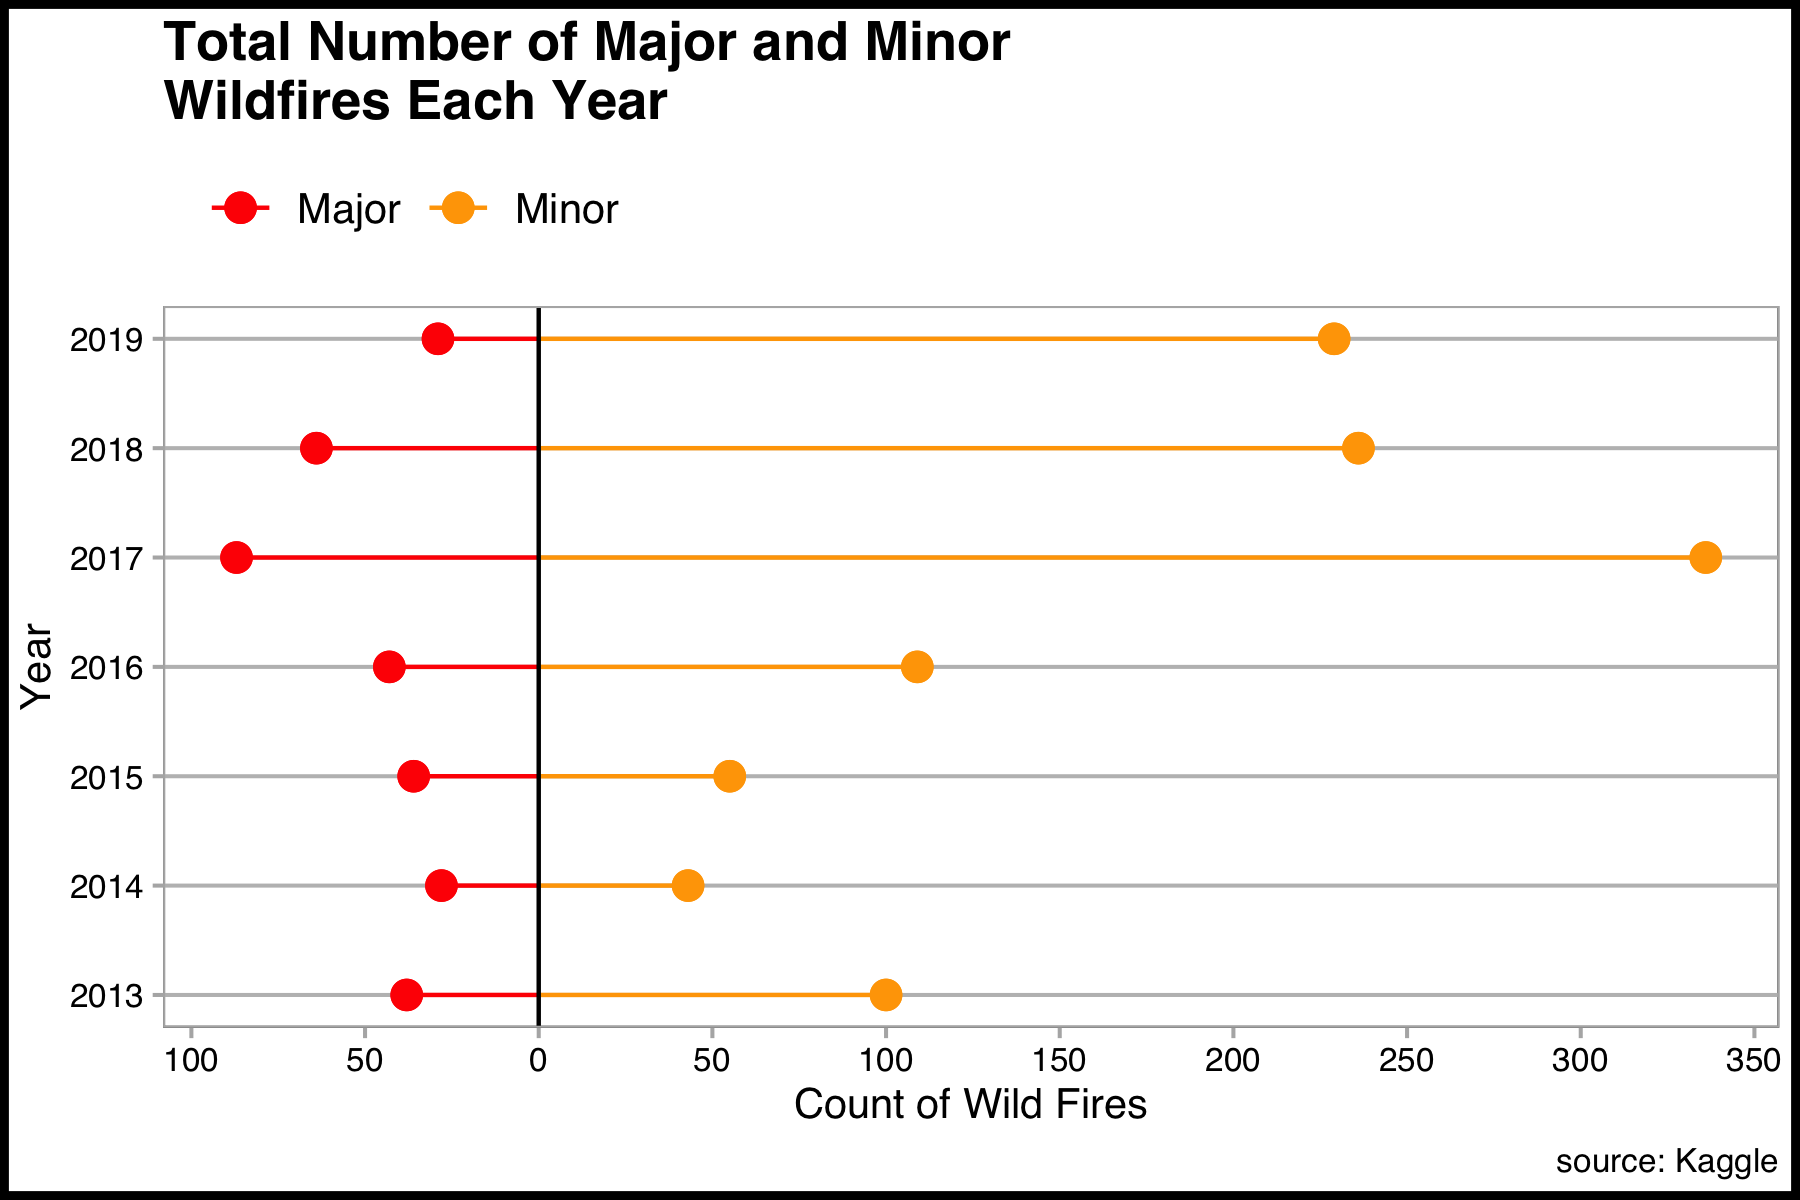 Total Number of Major and Minor
Wildfires Each Year
Major Minor
2019
2018
2017
2016
2015
2014
2013
Year
100 50 0 50 100 150 200 250 300 350
Count of Wild Fires
source: Kaggle